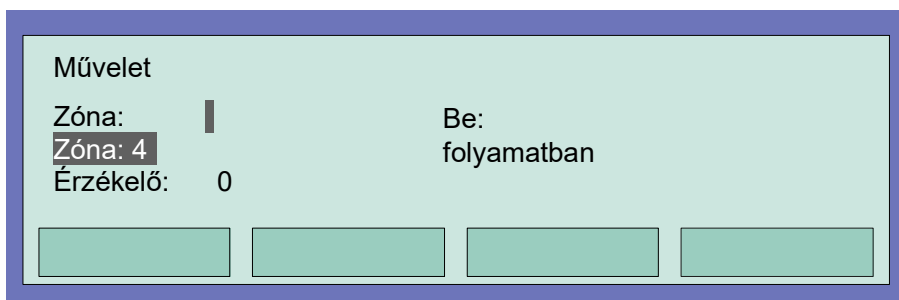 Művelet
Zóna:
Zóna: 4
Érzékelő: 0
Be:
folyamatban